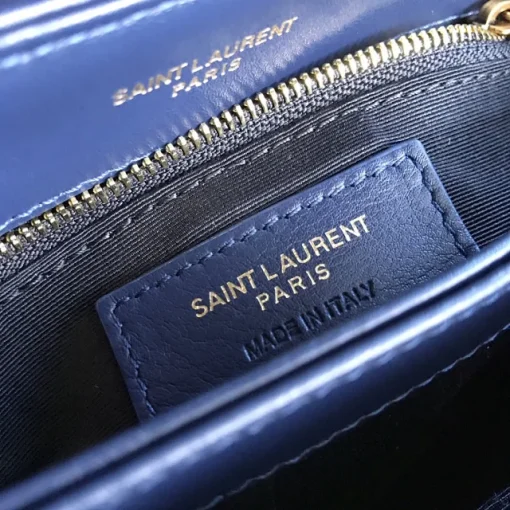 SAINT LAURENT
PARIS
SAINT LAURENT
PARIS
MADE IN ITALY